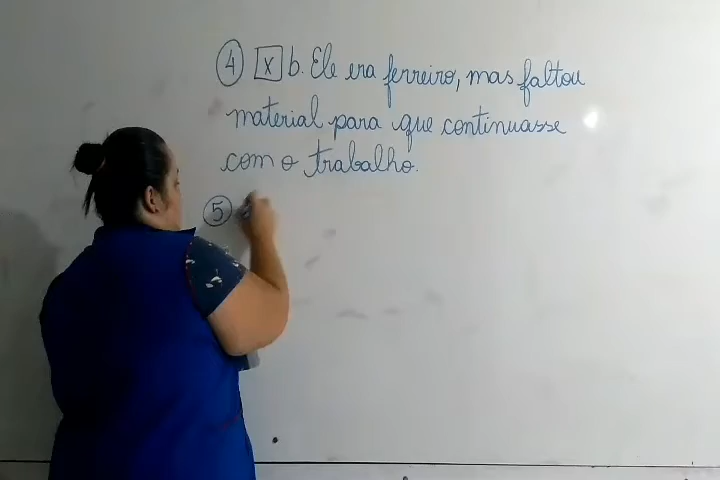 4 X b. Ele era ferreiro, mas faltou
material para que continuasse
com o trabalho.
5